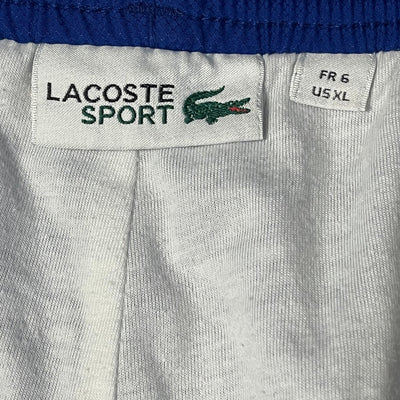 LACOSTE
SPORT
FR 6
US XL